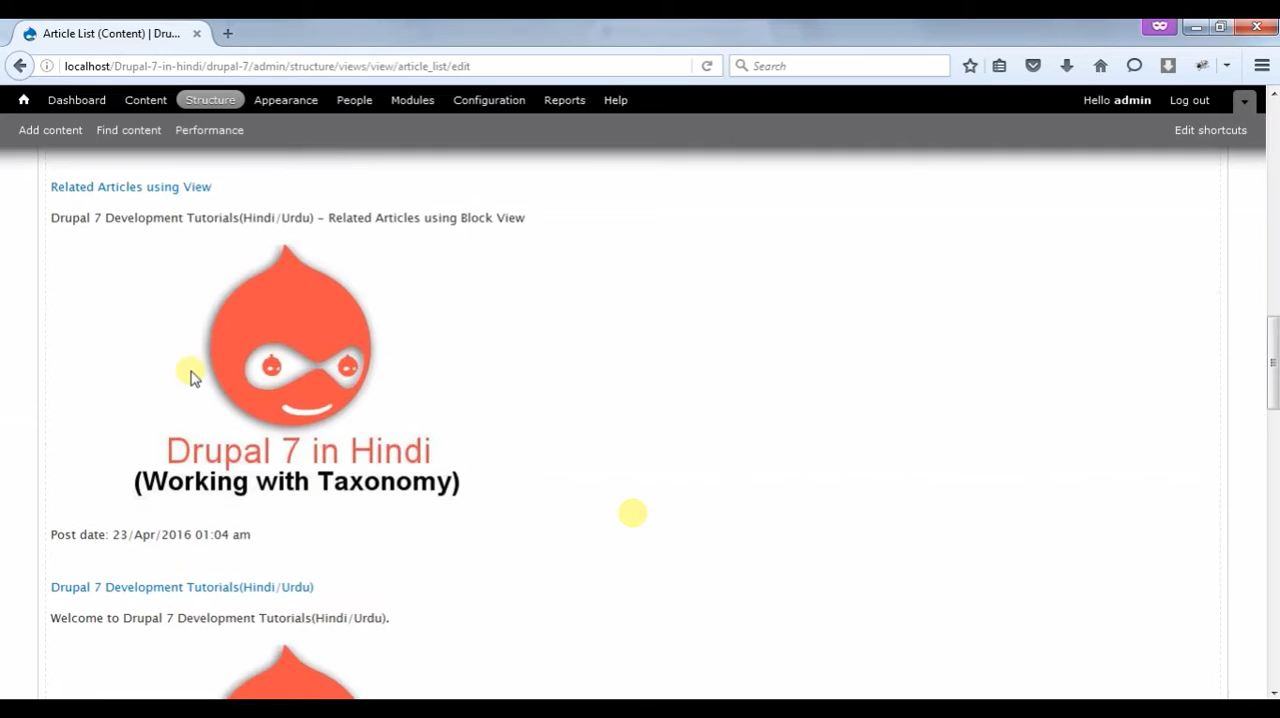 Article List (Content) | Dru...
localhost/Drupal-7-in-hindi/drupal-7/admin/structure/views/view/article_list/edit
Search
Dashboard Content Structure Appearance People Modules Configuration Reports Help Hello admin Log out
Add content Find content Performance Edit shortcuts
Related Articles using View
Drupal 7 Development Tutorials(Hindi/Urdu) – Related Articles using Block View
Drupal 7 in Hindi
(Working with Taxonomy)
Post date: 23/Apr/2016 01:04 am
Drupal 7 Development Tutorials(Hindi/Urdu)
Welcome to Drupal 7 Development Tutorials(Hindi/Urdu).